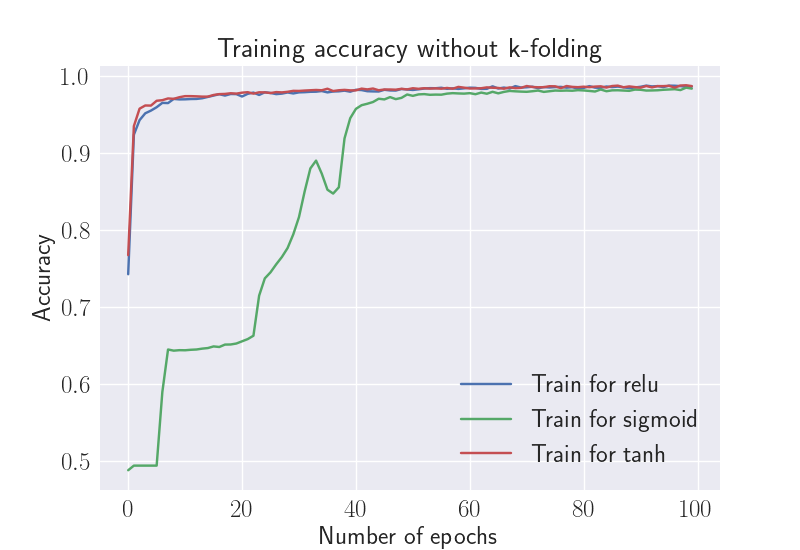 Training accuracy without k-folding
1.0
0.9
0.8
0.7
0.6
0.5
Accuracy
Train for relu
Train for sigmoid
Train for tanh
0 20 40 60 80 100
Number of epochs